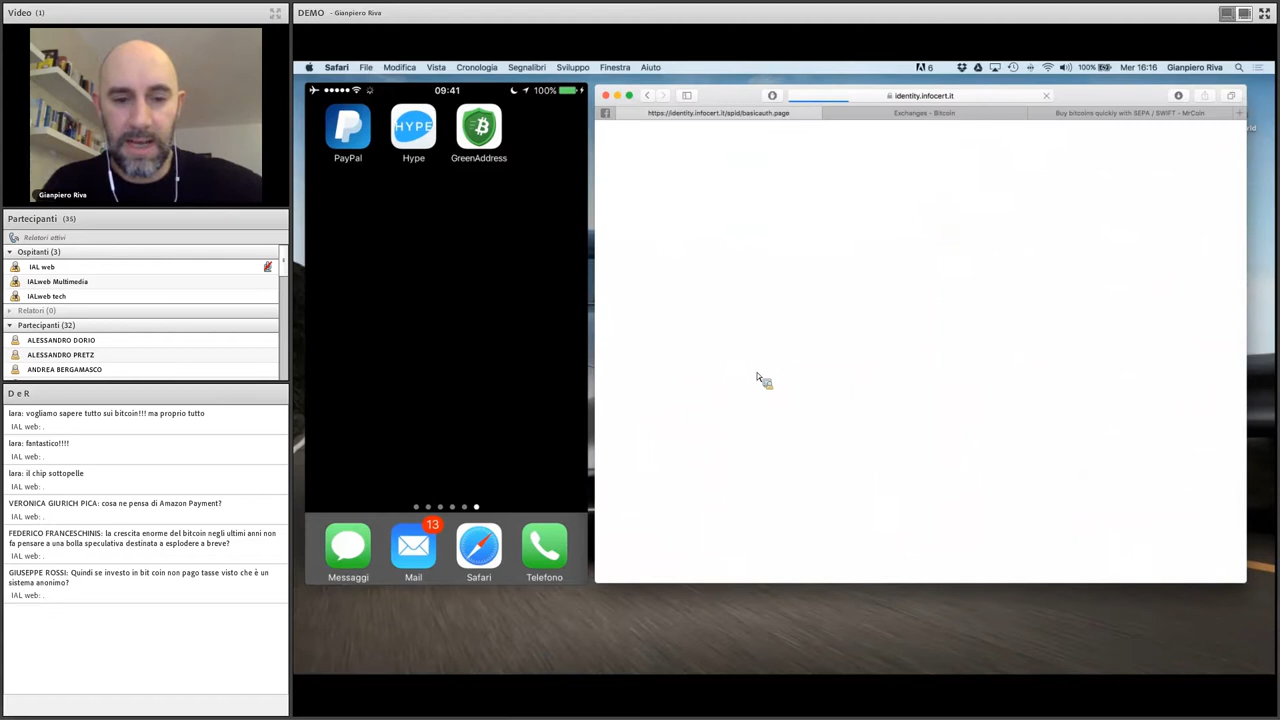 Video (1)
Gianpiero Riva
Partecipanti (35)
Relatori attivi
Ospitanti (3)
IAL web
IALweb Multimedia
IALweb tech
Relatori (0)
Partecipanti (32)
ALESSANDRO DORIO
ALESSANDRO PRETZ
ANDREA BERGAMASCO
D e R
lara: vogliamo sapere tutto sui bitcoin!!! ma proprio tutto
IAL web: .
lara: fantastico!!!!
IAL web: .
lara: il chip sottopelle
IAL web: .
VERONICA GIURICH PICA: cosa ne pensa di Amazon Payment?
IAL web: .
FEDERICO FRANCESCHINIS: la crescita enorme del bitcoin negli ultimi anni non
fa pensare a una bolla speculativa destinata a esplodere a breve?
IAL web: .
GIUSEPPE ROSSI: Quindi se investo in bit coin non pago tasse visto che è un
sistema anonimo?
IAL web: .
DEMO - Gianpiero Riva
Safari File Modifica Vista Cronologia Segnalibri Sviluppo Finestra Aiuto 6 100% Mer 16:16 Gianpiero Riva
09:41 100%
HYPE
PayPal Hype GreenAddress
13
Messaggi Mail Safari Telefono
identity.infocert.it
https://identity.infocert.it/spid/basicauth.page Exchanges - Bitcoin Buy bitcoins quickly with SEPA / SWIFT - MrCoin